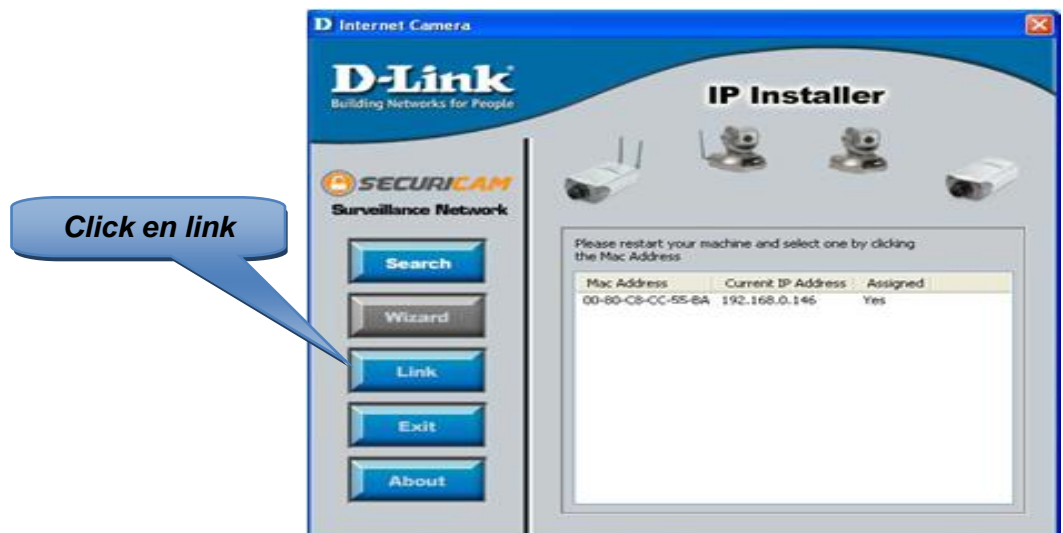 D Internet Camera
D-Link
Building Networks for People
IP Installer
SECURICAM
Surveillance Network
Click en link
Search
Wizard
Link
Exit
About
Please restart your machine and select one by clicking
the Mac Address
Mac Address Current IP Address Assigned
00-80-C8-CC-55-BA 192.168.0.146 Yes